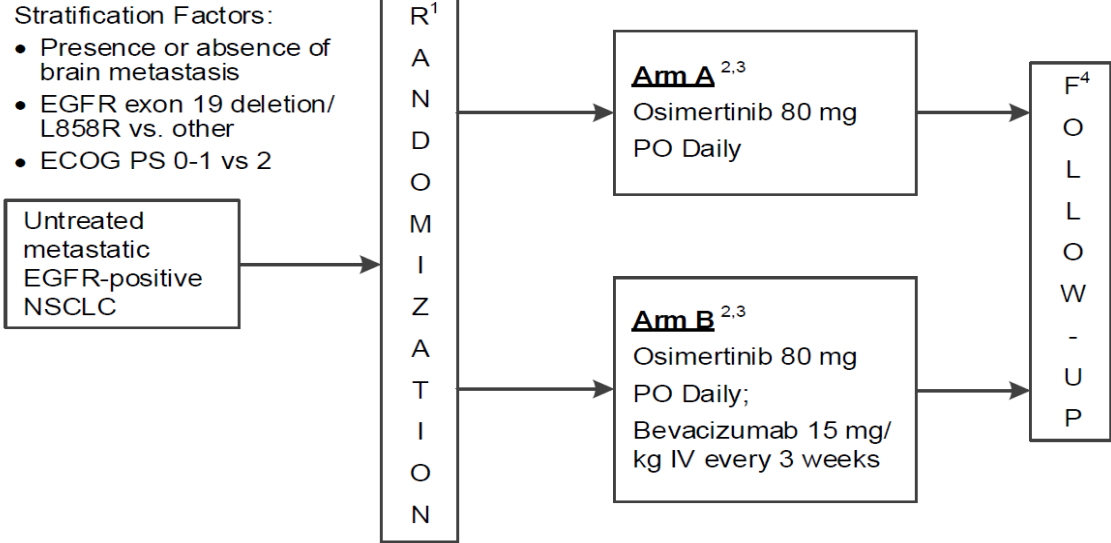 Stratification Factors:
• Presence or absence of
brain metastasis
• EGFR exon 19 deletion/
L858R vs. other
• ECOG PS 0-1 vs 2
Untreated
metastatic
EGFR-positive
NSCLC
R¹
A
N
D
O
M
I
Z
A
T
I
O
N
Arm A 2,3
Osimertinib 80 mg
PO Daily
Arm B 2,3
Osimertinib 80 mg
PO Daily;
Bevacizumab 15 mg/
kg IV every 3 weeks
F⁴
O
L
L
O
W
-
U
P